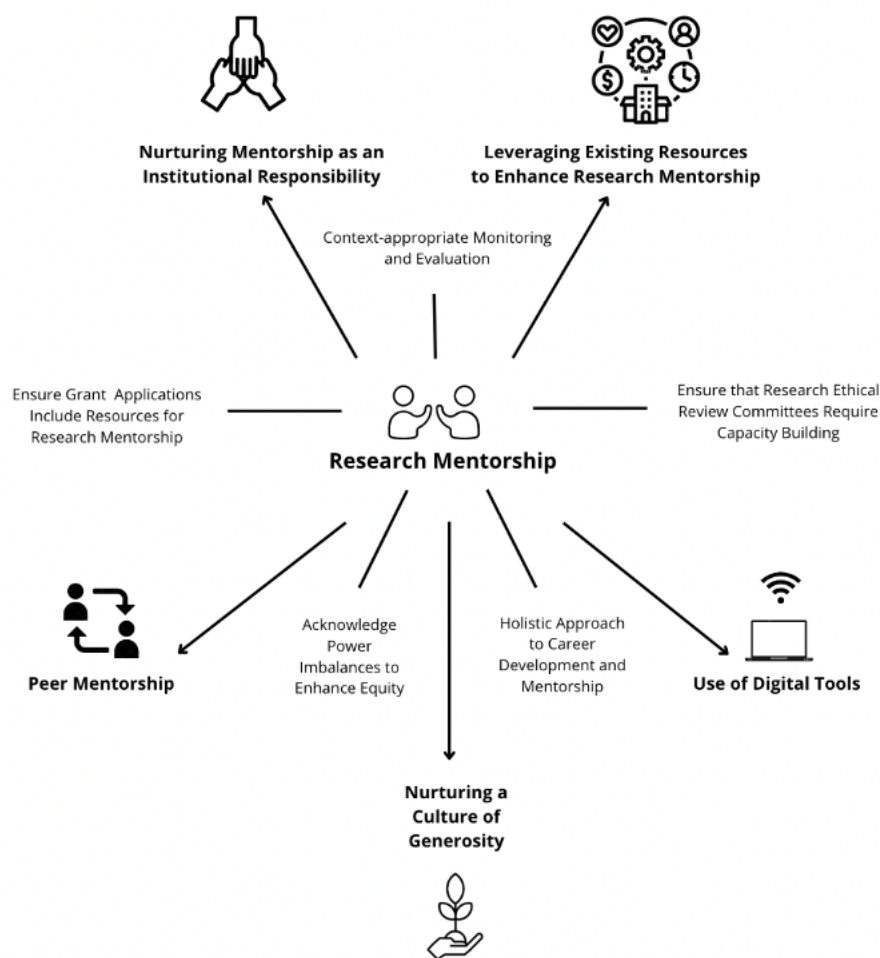 Nurturing Mentorship as an
Institutional Responsibility
Leveraging Existing Resources
to Enhance Research Mentorship
Context-appropriate Monitoring
and Evaluation
Ensure Grant Applications
Include Resources for
Research Mentorship
Ensure that Research Ethical
Review Committees Require
Capacity Building
$
Research Mentorship
Peer Mentorship
Acknowledge
Power
Imbalances to
Enhance Equity
Holistic Approach
to Career
Development and
Mentorship
Use of Digital Tools
Nurturing a
Culture of
Generosity